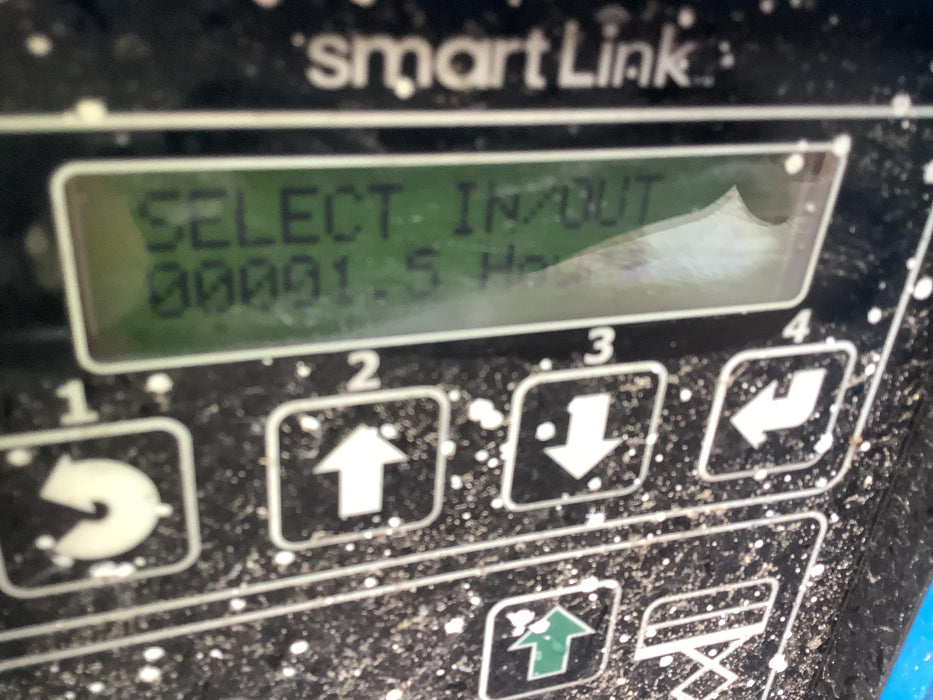 smartLink
SELECT IN/OUT
00001.5
1 2 3 4